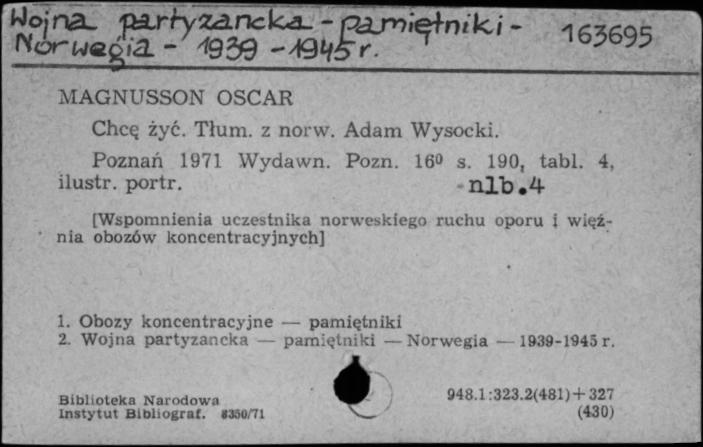 Wojna partyzancka - pamiętniki - 163695
Norwegia - 1939 - 1945 r.
MAGNUSSON OSCAR
Chcę żyć. Tłum. z norw. Adam Wysocki.
Poznań 1971 Wydawn. Pozn. 16⁰ s. 190, tabl. 4,
ilustr. portr. nlb.4
[Wspomnienia uczestnika norweskiego ruchu oporu i więź-
nia obozów koncentracyjnych]
1. Obozy koncentracyjne — pamiętniki
2. Wojna partyzancka — pamiętniki — Norwegia — 1939-1945 r.
Biblioteka Narodowa 948.1:323.2(481)+327
Instytut Bibliograf. 8350/71 (430)